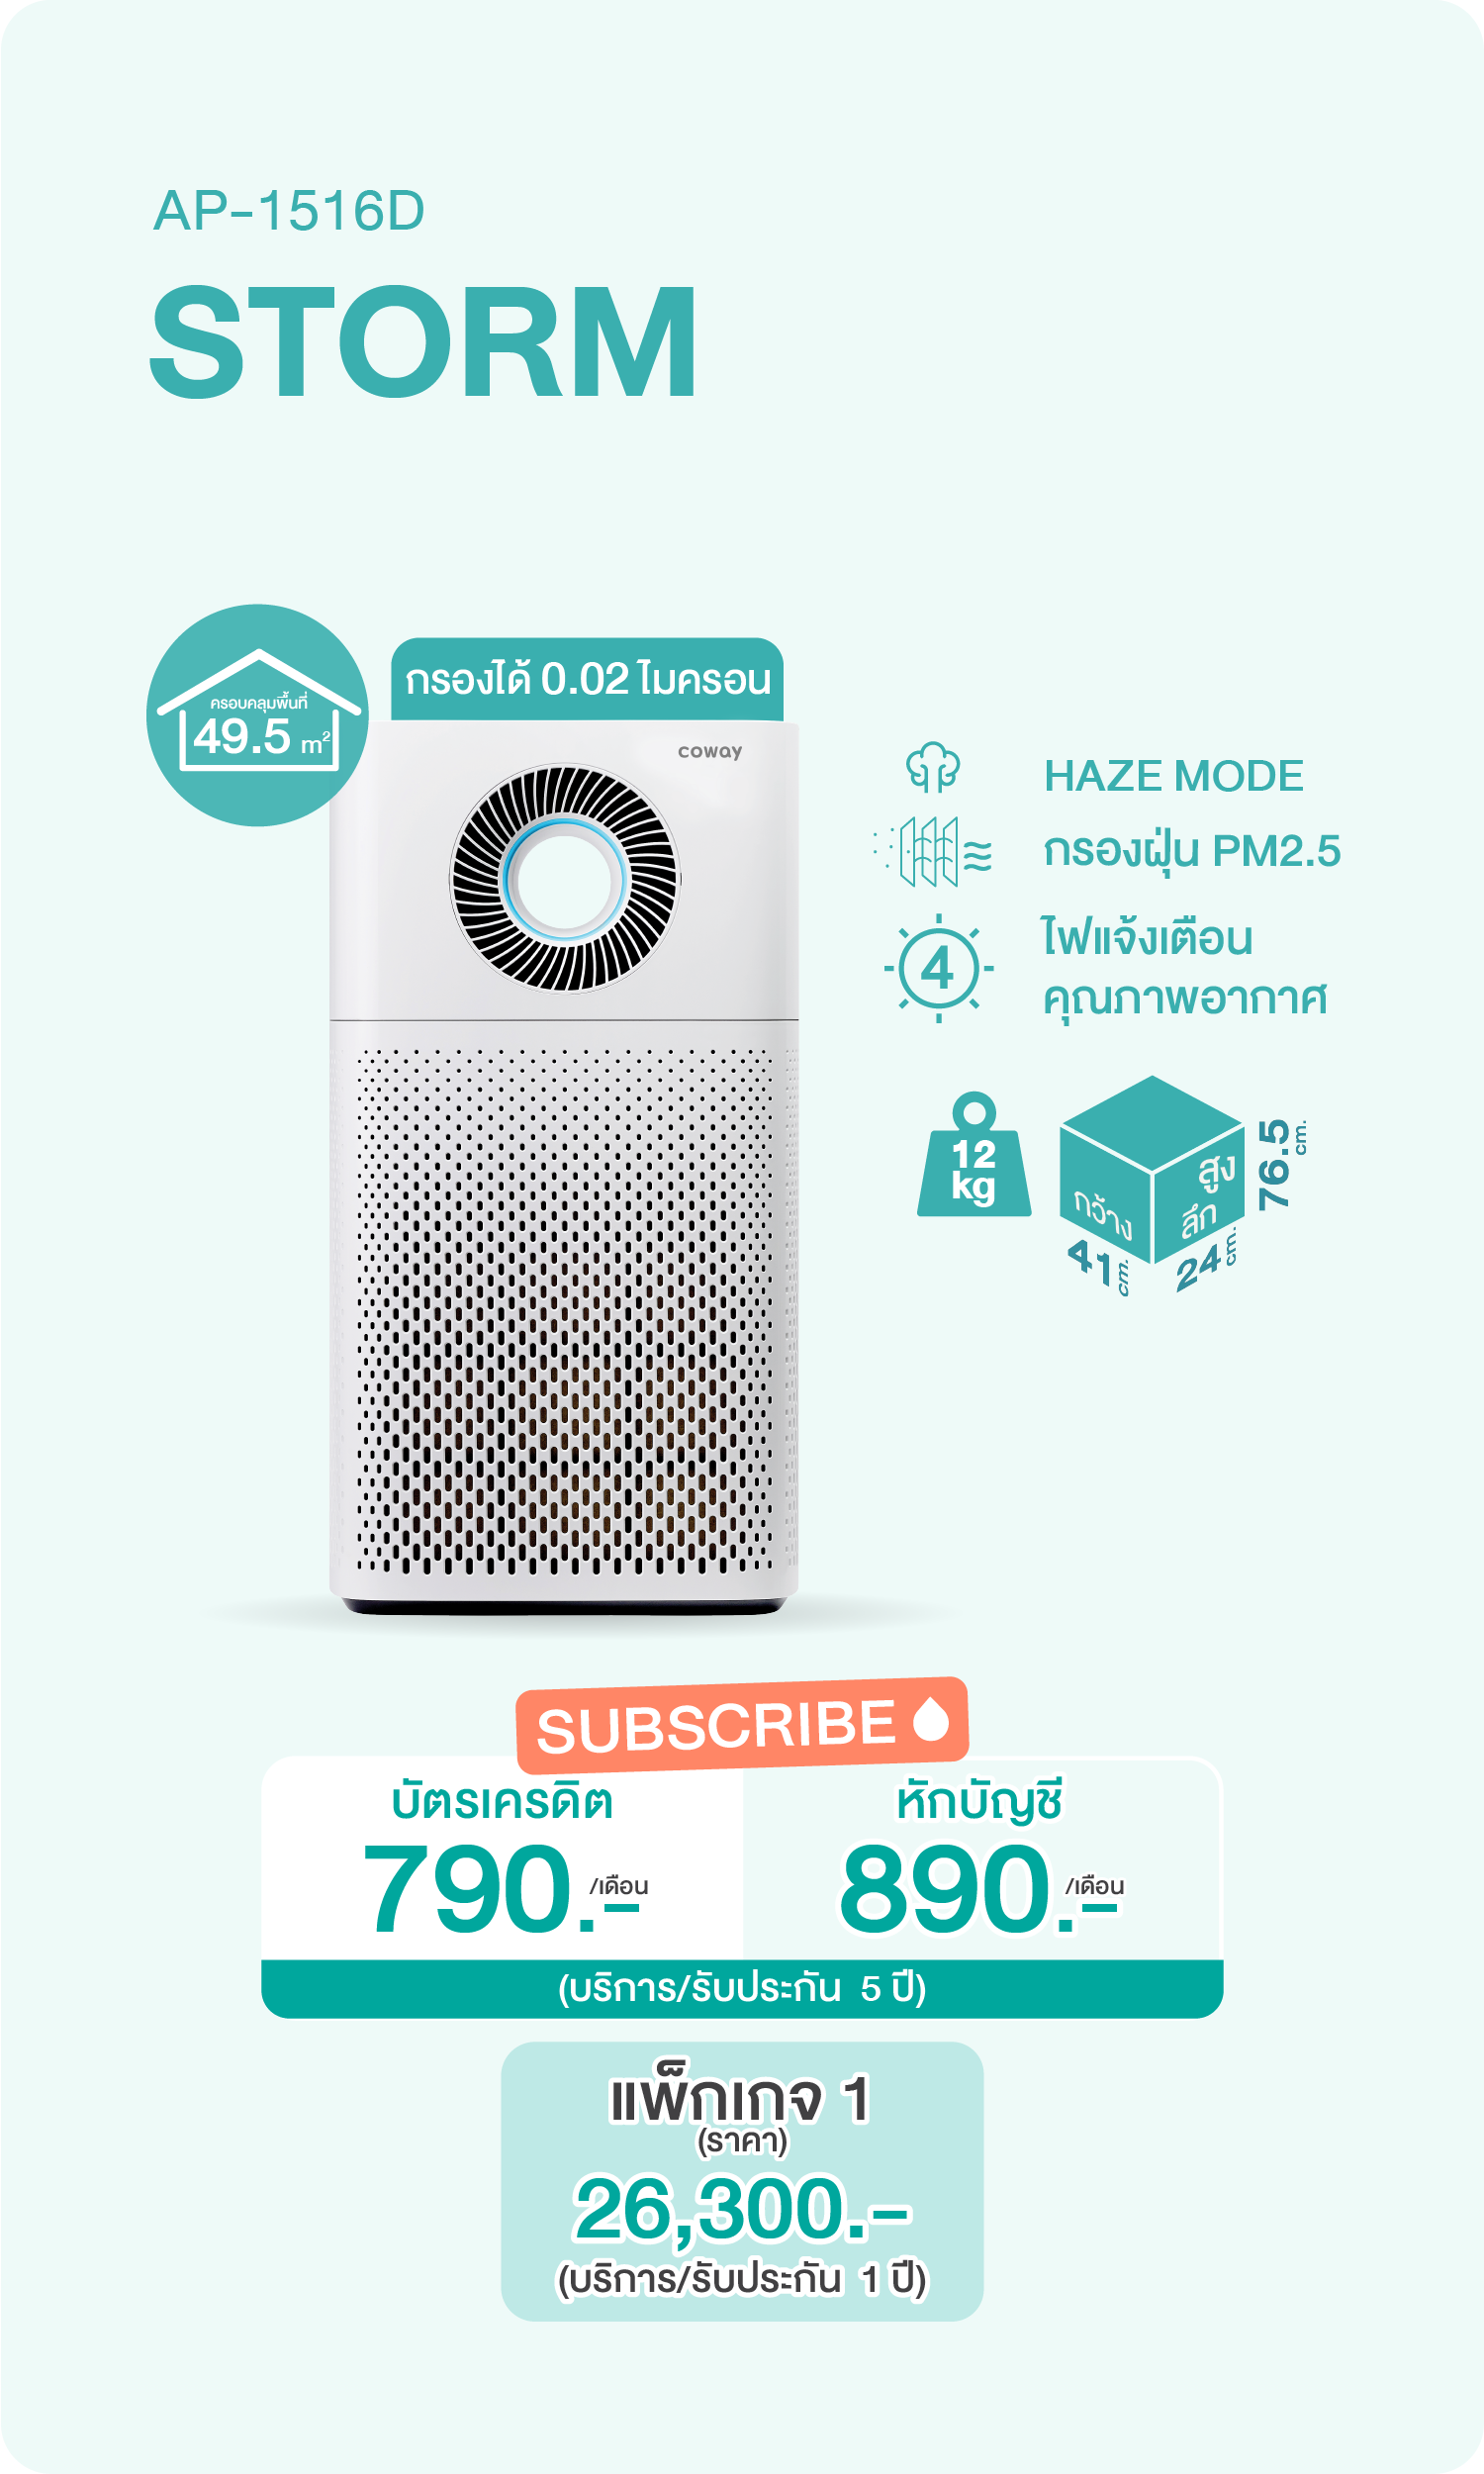 AP-1516D
STORM
ครอบคลุมพื้นที่
49.5 m²
กรองได้ 0.02 ไมครอน
coway
HAZE MODE
กรองฝุ่น PM2.5
4
ไฟแจ้งเตือน
คุณภาพอากาศ
12
kg
กว้าง
41 cm.
ลึก
24 cm.
สูง
76.5 cm.
SUBSCRIBE
บัตรเครดิต
790.- /เดือน
หักบัญชี
890.- /เดือน
(บริการ/รับประกัน 5 ปี)
แพ็กเกจ 1
(ราคา)
26,300.-
(บริการ/รับประกัน 1 ปี)